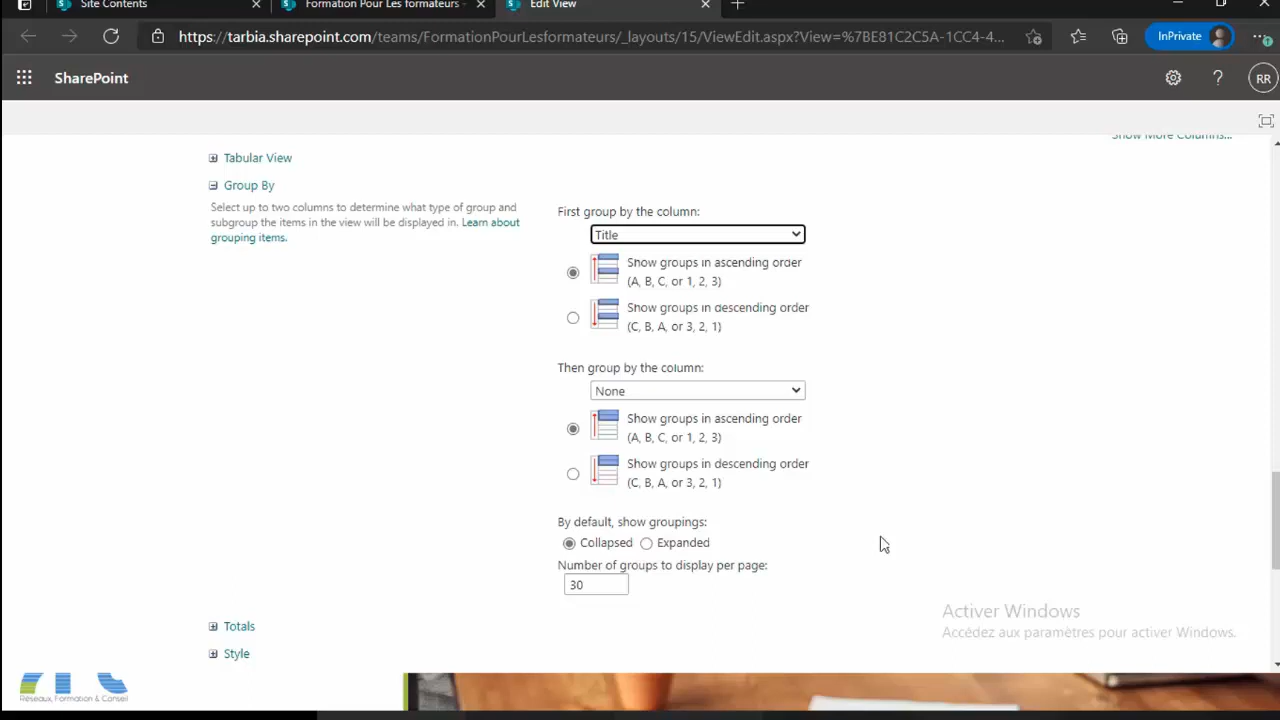 Site Contents
Formation Pour Les formateurs -
Edit View
https://tarbia.sharepoint.com/teams/FormationPourLesformateurs/_layouts/15/ViewEdit.aspx?View=%7BE81C2C5A-1CC4-4...
InPrivate
SharePoint
?
RR
Show More Columns...
Tabular View
Group By
Select up to two columns to determine what type of group and
subgroup the items in the view will be displayed in. Learn about
grouping items.
First group by the column:
Title
Show groups in ascending order
(A, B, C, or 1, 2, 3)
Show groups in descending order
(C, B, A, or 3, 2, 1)
Then group by the column:
None
Show groups in ascending order
(A, B, C, or 1, 2, 3)
Show groups in descending order
(C, B, A, or 3, 2, 1)
By default, show groupings:
Collapsed
Expanded
Number of groups to display per page:
30
Totals
Style
Activer Windows
Accédez aux paramètres pour activer Windows.
Réseaux, Formation & Conseil